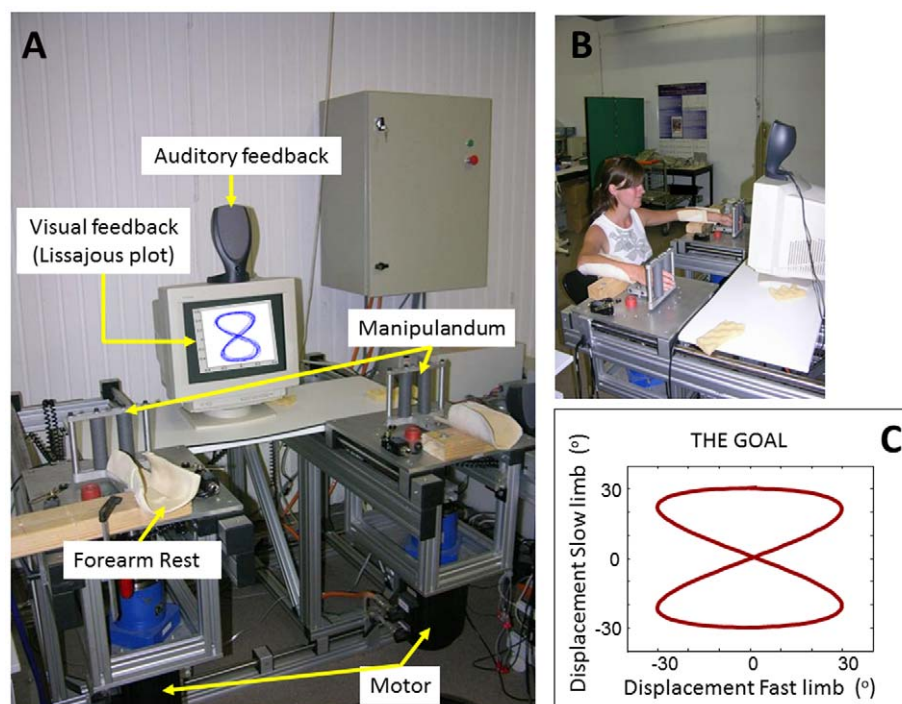 A
Auditory feedback
Visual feedback
(Lissajous plot)
Manipulandum
Forearm Rest
Motor
B
C
THE GOAL
Displacement Slow limb (°)
30
0
-30
-30
0
30
Displacement Fast limb (°)